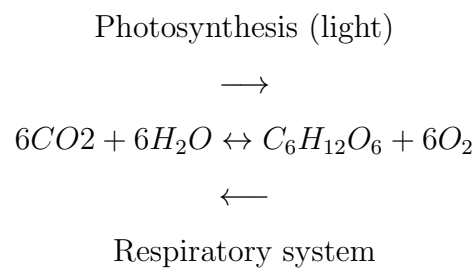 Photosynthesis (light)
⟶
6CO2 + 6H₂O ↔ C₆H₁₂O₆ + 6O₂
⟵
Respiratory system